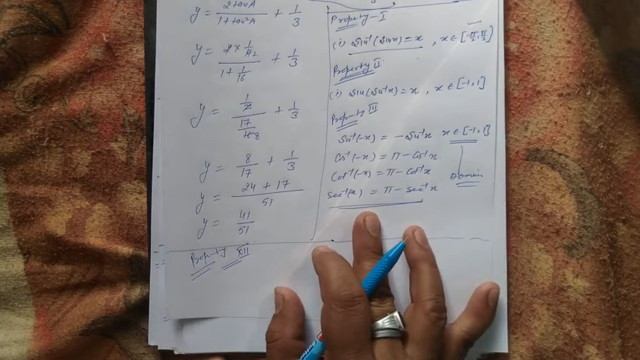 y = 2tanA / 1+tan²A + 1/3
y = 2×1/4 / 1+1/16 + 1/3
y = 1/2 / 17/16 + 1/3
y = 8/17 + 1/3
y = 24+17 / 51
y = 41/51
Property XII
Property-I
(i) Sin⁻¹(Sinx) = x , x∈[-π/2, π/2]
Property II
(i) Sin(Sin⁻¹x) = x , x∈[-1, 1]
Property III
Sin⁻¹(-x) = -Sin⁻¹x x∈[-1, 1]
Cos⁻¹(-x) = π - Cos⁻¹x
Cot⁻¹(-x) = π - Cot⁻¹x Domain
Sec⁻¹(x) = π - Sec⁻¹x